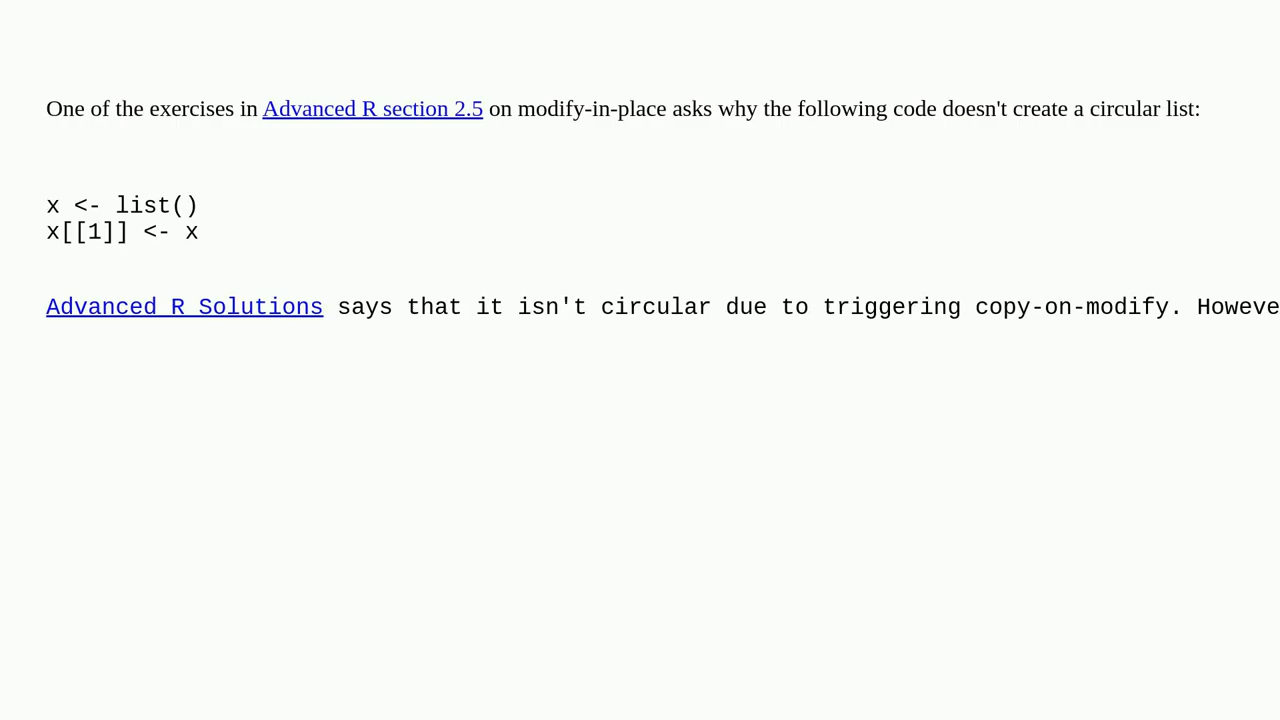 One of the exercises in Advanced R section 2.5 on modify-in-place asks why the following code doesn't create a circular list:
x <- list()
x[[1]] <- x
Advanced R Solutions says that it isn't circular due to triggering copy-on-modify. Howeve